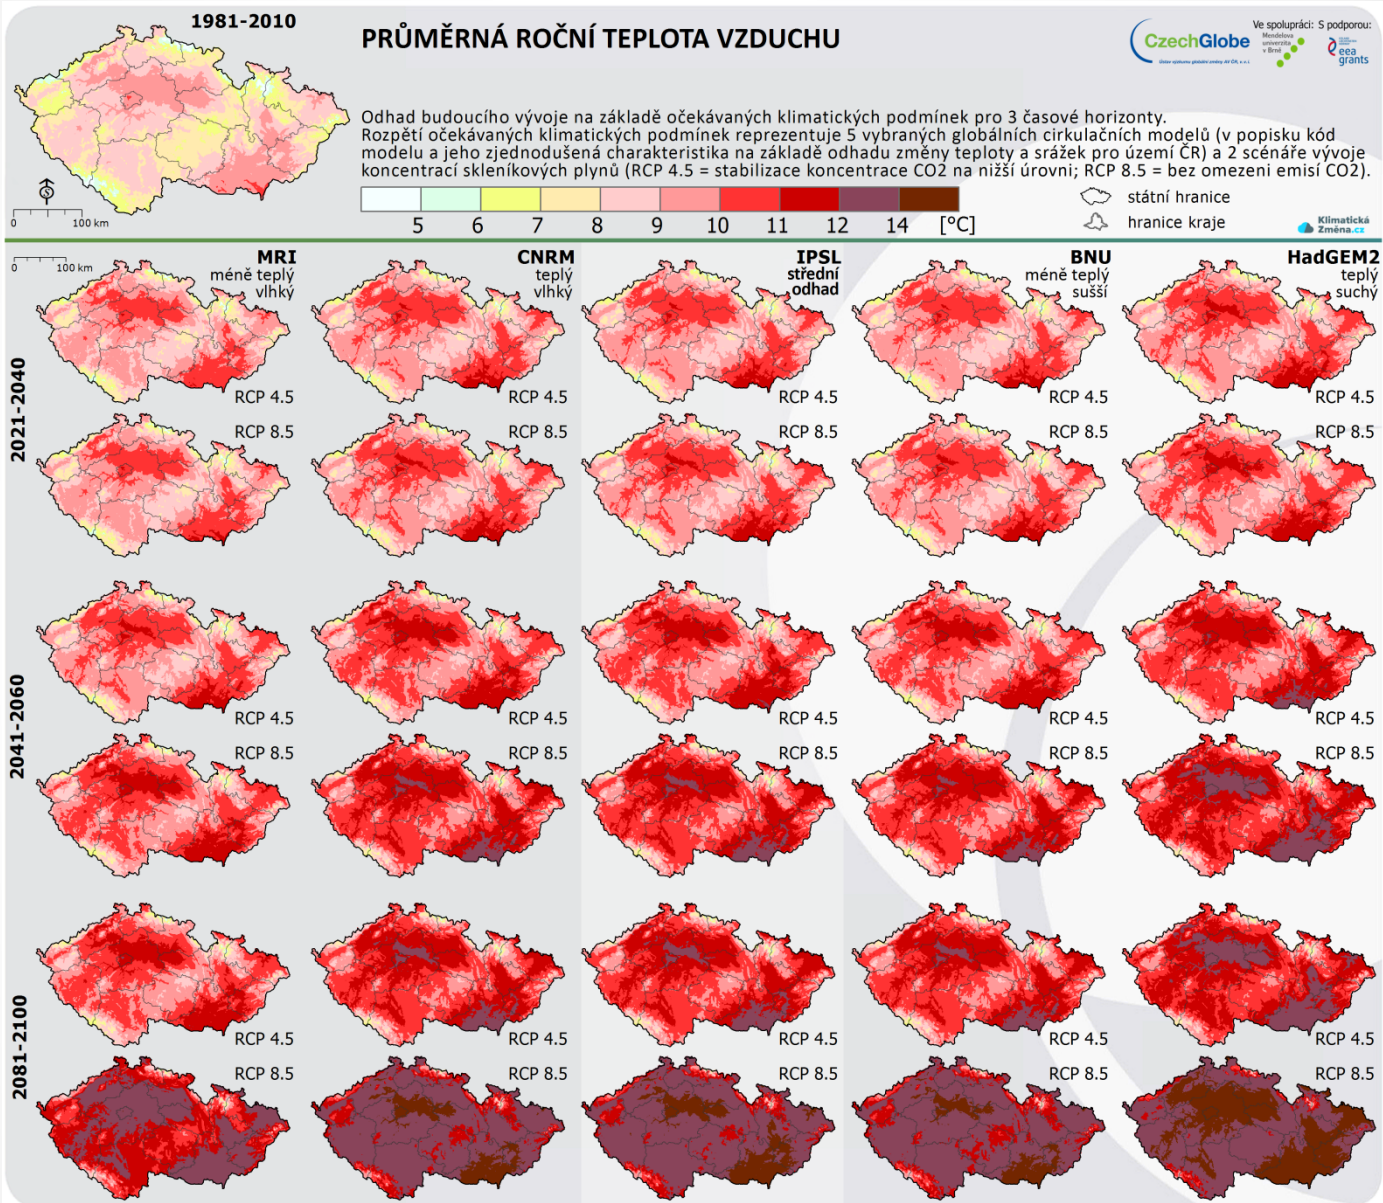 1981-2010
PRŮMĚRNÁ ROČNÍ TEPLOTA VZDUCHU
CzechGlobe
Ústav výzkumu globální změny AV ČR, v.v.i.
Ve spolupráci:
Mendelova
univerzita
v Brně
S podporou:
eea
grants
Odhad budoucího vývoje na základě očekávaných klimatických podmínek pro 3 časové horizonty.
Rozpětí očekávaných klimatických podmínek reprezentuje 5 vybraných globálních cirkulačních modelů (v popisku kód
modelu a jeho zjednodušená charakteristika na základě odhadu změny teploty a srážek pro území ČR) a 2 scénáře vývoje
koncentrací skleníkových plynů (RCP 4.5 = stabilizace koncentrace CO2 na nižší úrovni; RCP 8.5 = bez omezeni emisí CO2).
S
0 100 km
5 6 7 8 9 10 11 12 14 [°C]
státní hranice
hranice kraje
Klimatická
Změna.cz
0 100 km
MRI
méně teplý
vlhký
CNRM
teplý
vlhký
IPSL
střední
odhad
BNU
méně teplý
sušší
HadGEM2
teplý
suchý
2021-2040
RCP 4.5 RCP 4.5 RCP 4.5 RCP 4.5 RCP 4.5
RCP 8.5 RCP 8.5 RCP 8.5 RCP 8.5 RCP 8.5
2041-2060
RCP 4.5 RCP 4.5 RCP 4.5 RCP 4.5 RCP 4.5
RCP 8.5 RCP 8.5 RCP 8.5 RCP 8.5 RCP 8.5
2081-2100
RCP 4.5 RCP 4.5 RCP 4.5 RCP 4.5 RCP 4.5
RCP 8.5 RCP 8.5 RCP 8.5 RCP 8.5 RCP 8.5